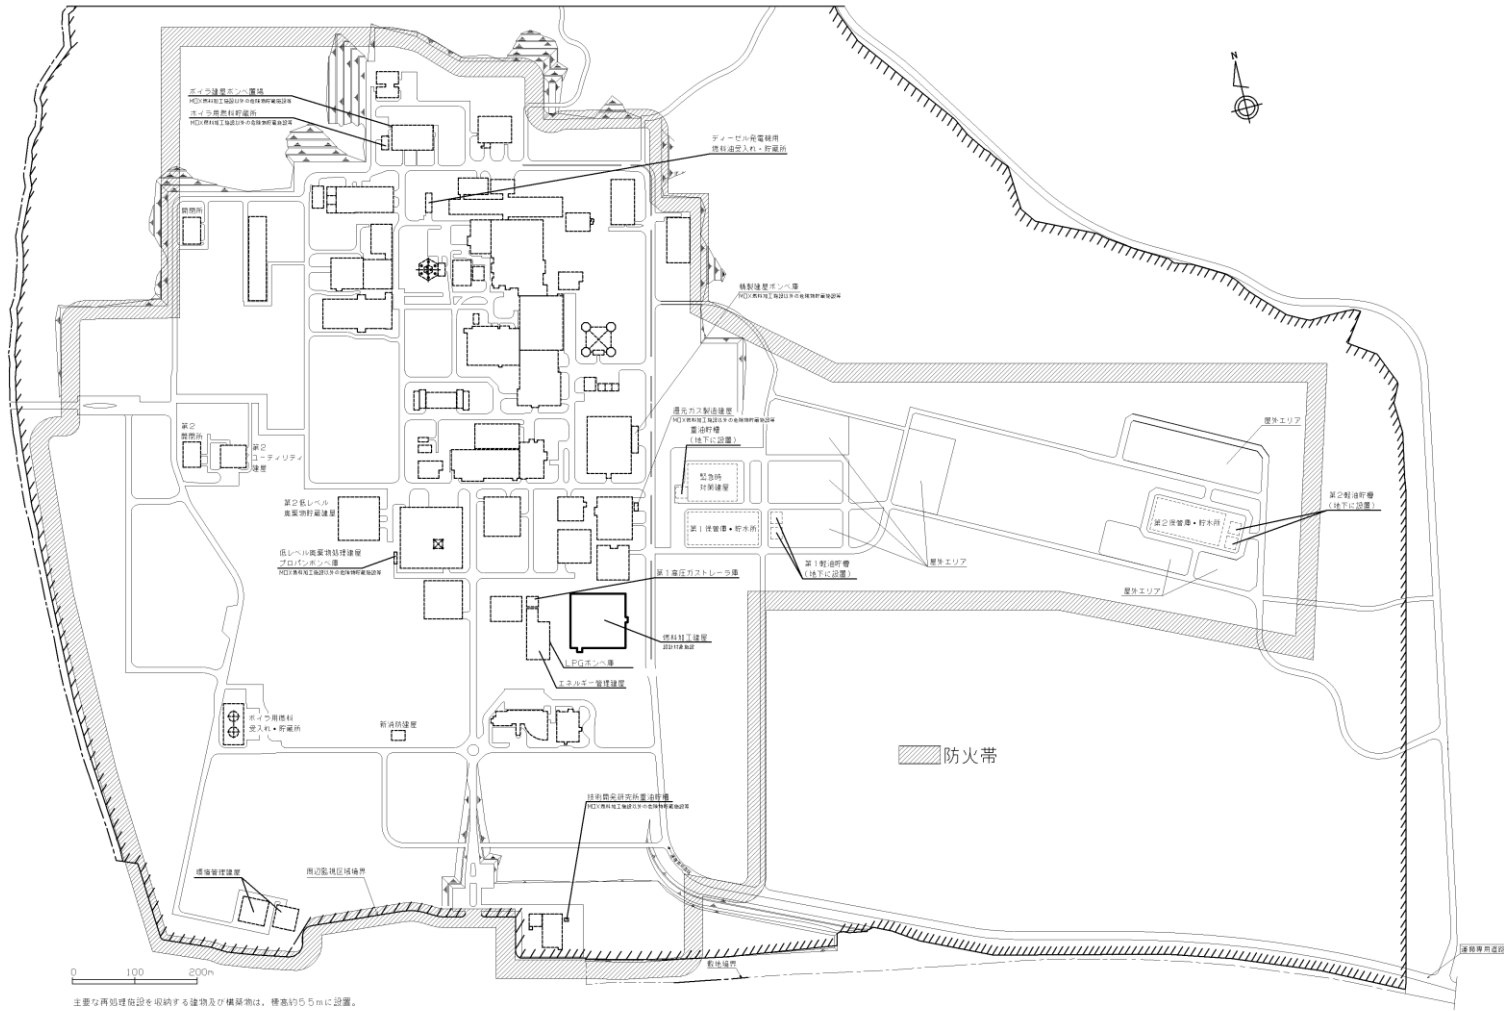 N
ボイラ建屋ボンベ置場
MOX燃料加工施設以外の危険物貯蔵施設等
ボイラ用燃料貯蔵所
MOX燃料加工施設以外の危険物貯蔵施設等
ディーゼル発電機用
燃料油受入れ・貯蔵所
開閉所
精製建屋ボンベ庫
MOX燃料加工施設以外の危険物貯蔵施設等
還元ガス製造建屋
MOX燃料加工施設以外の危険物貯蔵施設等
重油貯槽
(地下に設置)
屋外エリア
第2
開閉所
第2
ユーティリティ
建屋
緊急時
対策建屋
第2低レベル
廃棄物貯蔵建屋
第2軽油貯槽
(地下に設置)
第1保管庫・貯水所
第2保管庫・貯水所
低レベル廃棄物処理建屋
プロパンボンベ庫
MOX燃料加工施設以外の危険物貯蔵施設等
第1軽油貯槽
(地下に設置)
屋外エリア
第1高圧ガストレーラ庫
屋外エリア
燃料加工建屋
設計対象施設
LPGボンベ庫
エネルギー管理建屋
ボイラ用燃料
受入れ・貯蔵所
新消防建屋
防火帯
技術開発研究所重油貯槽
MOX燃料加工施設以外の危険物貯蔵施設等
環境管理建屋
周辺監視区域境界
敷地境界
運搬専用道路
0 100 200m
主要な再処理施設を収納する建物及び構築物は、標高約55mに設置。